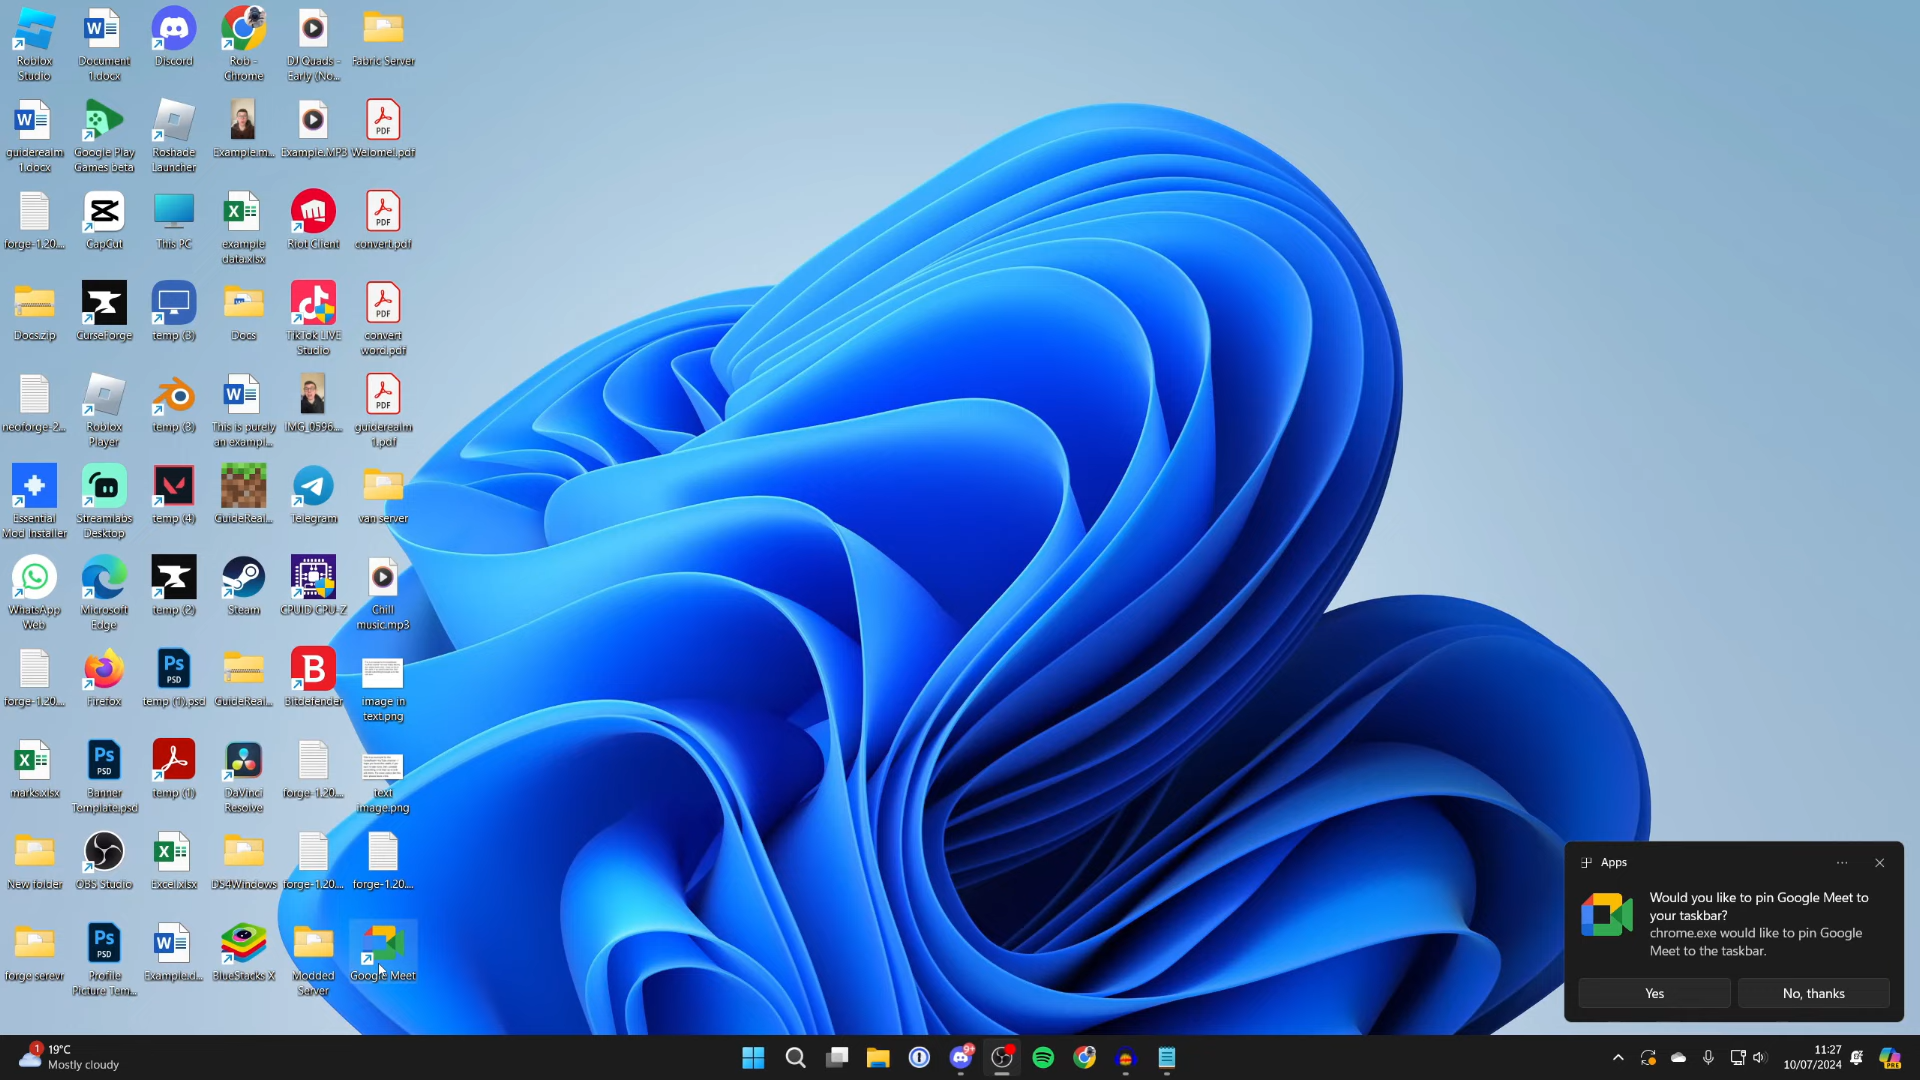 Roblox
Studio
Document
1.docx
Discord
Rob -
Chrome
DJ Quads -
Early (No...
Fabric Server
guiderealm
1.docx
Google Play
Games beta
Roshade
Launcher
Example.m...
Example.MP3
Welome!.pdf
forge-1.20....
CapCut
This PC
example
data.xlsx
Riot Client
convert.pdf
Docs.zip
CurseForge
temp (3)
Docs
TikTok LIVE
Studio
convert
word.pdf
neoforge-2...
Roblox
Player
temp (3)
This is purely
an exampl...
IMG_0396....
guiderealm
1.pdf
Essential
Mod Installer
Streamlabs
Desktop
temp (4)
GuideReal...
Telegram
van server
WhatsApp
Web
Microsoft
Edge
temp (2)
Steam
CPUID CPU-Z
Chill
music.mp3
forge-1.20....
Firefox
temp (1).psd
GuideReal...
Bitdefender
image in
text.png
marks.xlsx
Banner
Template.psd
temp (1)
DaVinci
Resolve
forge-1.20....
text
image.png
New folder
OBS Studio
Excel.xlsx
DS4Windows
forge-1.20....
forge-1.20....
forge serevr
Profile
Picture Tem...
Example.d...
BlueStacks X
Modded
Server
Google Meet
Apps
Would you like to pin Google Meet to
your taskbar?
chrome.exe would like to pin Google
Meet to the taskbar.
Yes
No, thanks
1
19°C
Mostly cloudy
9+
11:27
10/07/2024
PRE